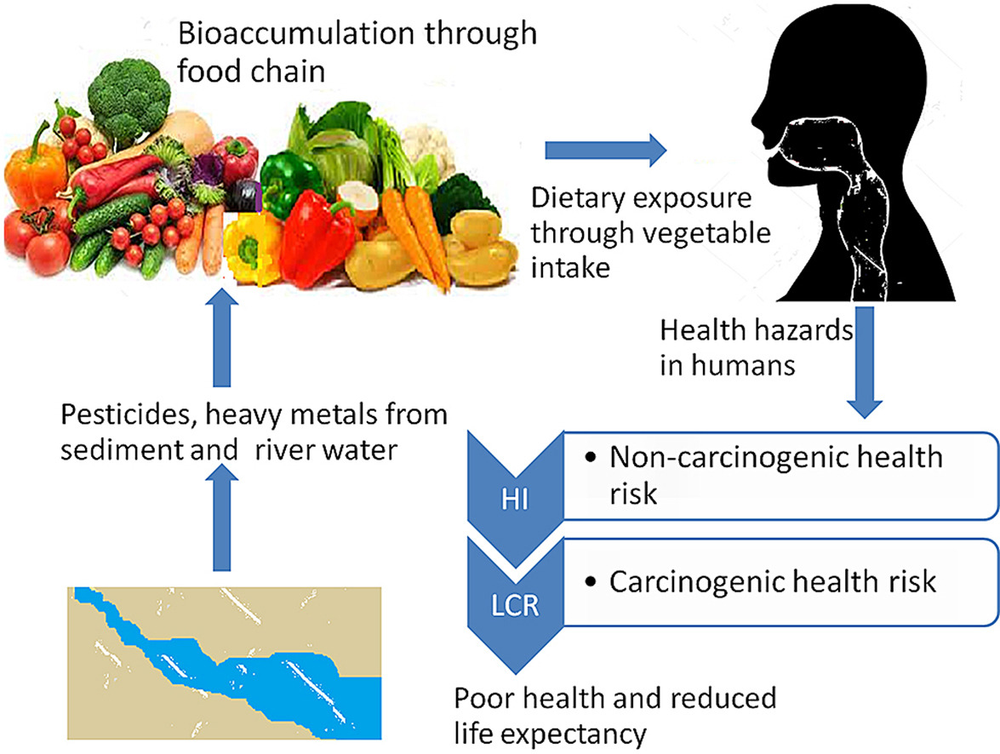 Bioaccumulation through
food chain
Dietary exposure
through vegetable
intake
Health hazards
in humans
Pesticides, heavy metals from
sediment and river water
HI
• Non-carcinogenic health
risk
LCR
• Carcinogenic health risk
Poor health and reduced
life expectancy